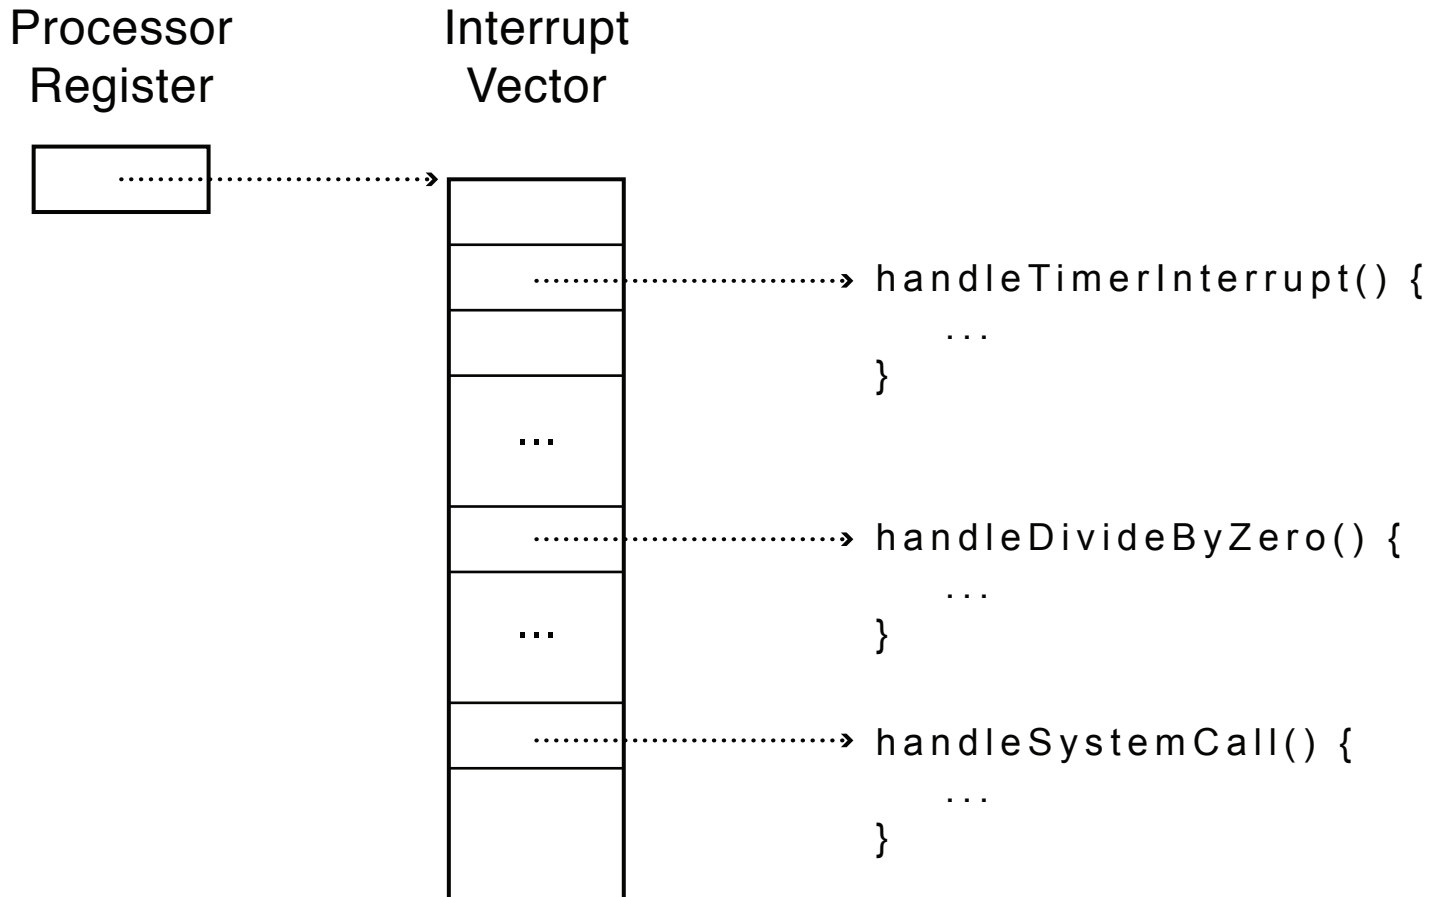 Processor
Register
Interrupt
Vector
handleTimerInterrupt() {
...
}
...
handleDivideByZero() {
...
}
...
handleSystemCall() {
...
}